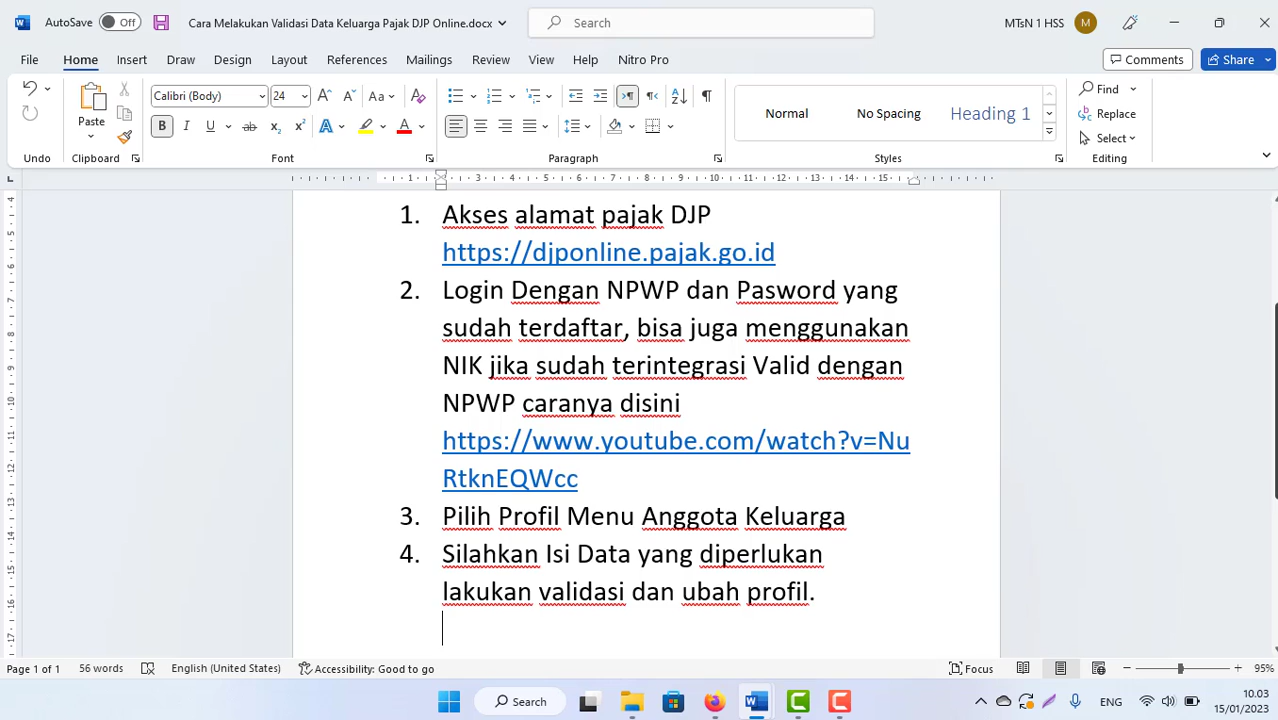 AutoSave Off Cara Melakukan Validasi Data Keluarga Pajak DJP Online.docx Search MTsN 1 HSS M
File Home Insert Draw Design Layout References Mailings Review View Help Nitro Pro Comments Share
Calibri (Body) 24 Find
Paste Normal No Spacing Heading 1 Replace
Select
Undo Clipboard Font Paragraph Styles Editing
1. Akses alamat pajak DJP
https://djponline.pajak.go.id
2. Login Dengan NPWP dan Pasword yang
sudah terdaftar, bisa juga menggunakan
NIK jika sudah terintegrasi Valid dengan
NPWP caranya disini
https://www.youtube.com/watch?v=Nu
RtknEQWcc
3. Pilih Profil Menu Anggota Keluarga
4. Silahkan Isi Data yang diperlukan
lakukan validasi dan ubah profil.
Page 1 of 1 56 words English (United States) Accessibility: Good to go Focus 95%
Search ENG 10.03
15/01/2023